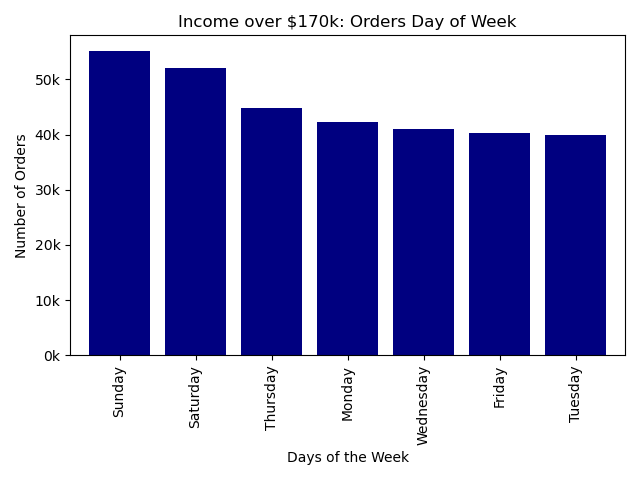 Income over $170k: Orders Day of Week
Number of Orders
50k
40k
30k
20k
10k
0k
Sunday
Saturday
Thursday
Monday
Wednesday
Friday
Tuesday
Days of the Week